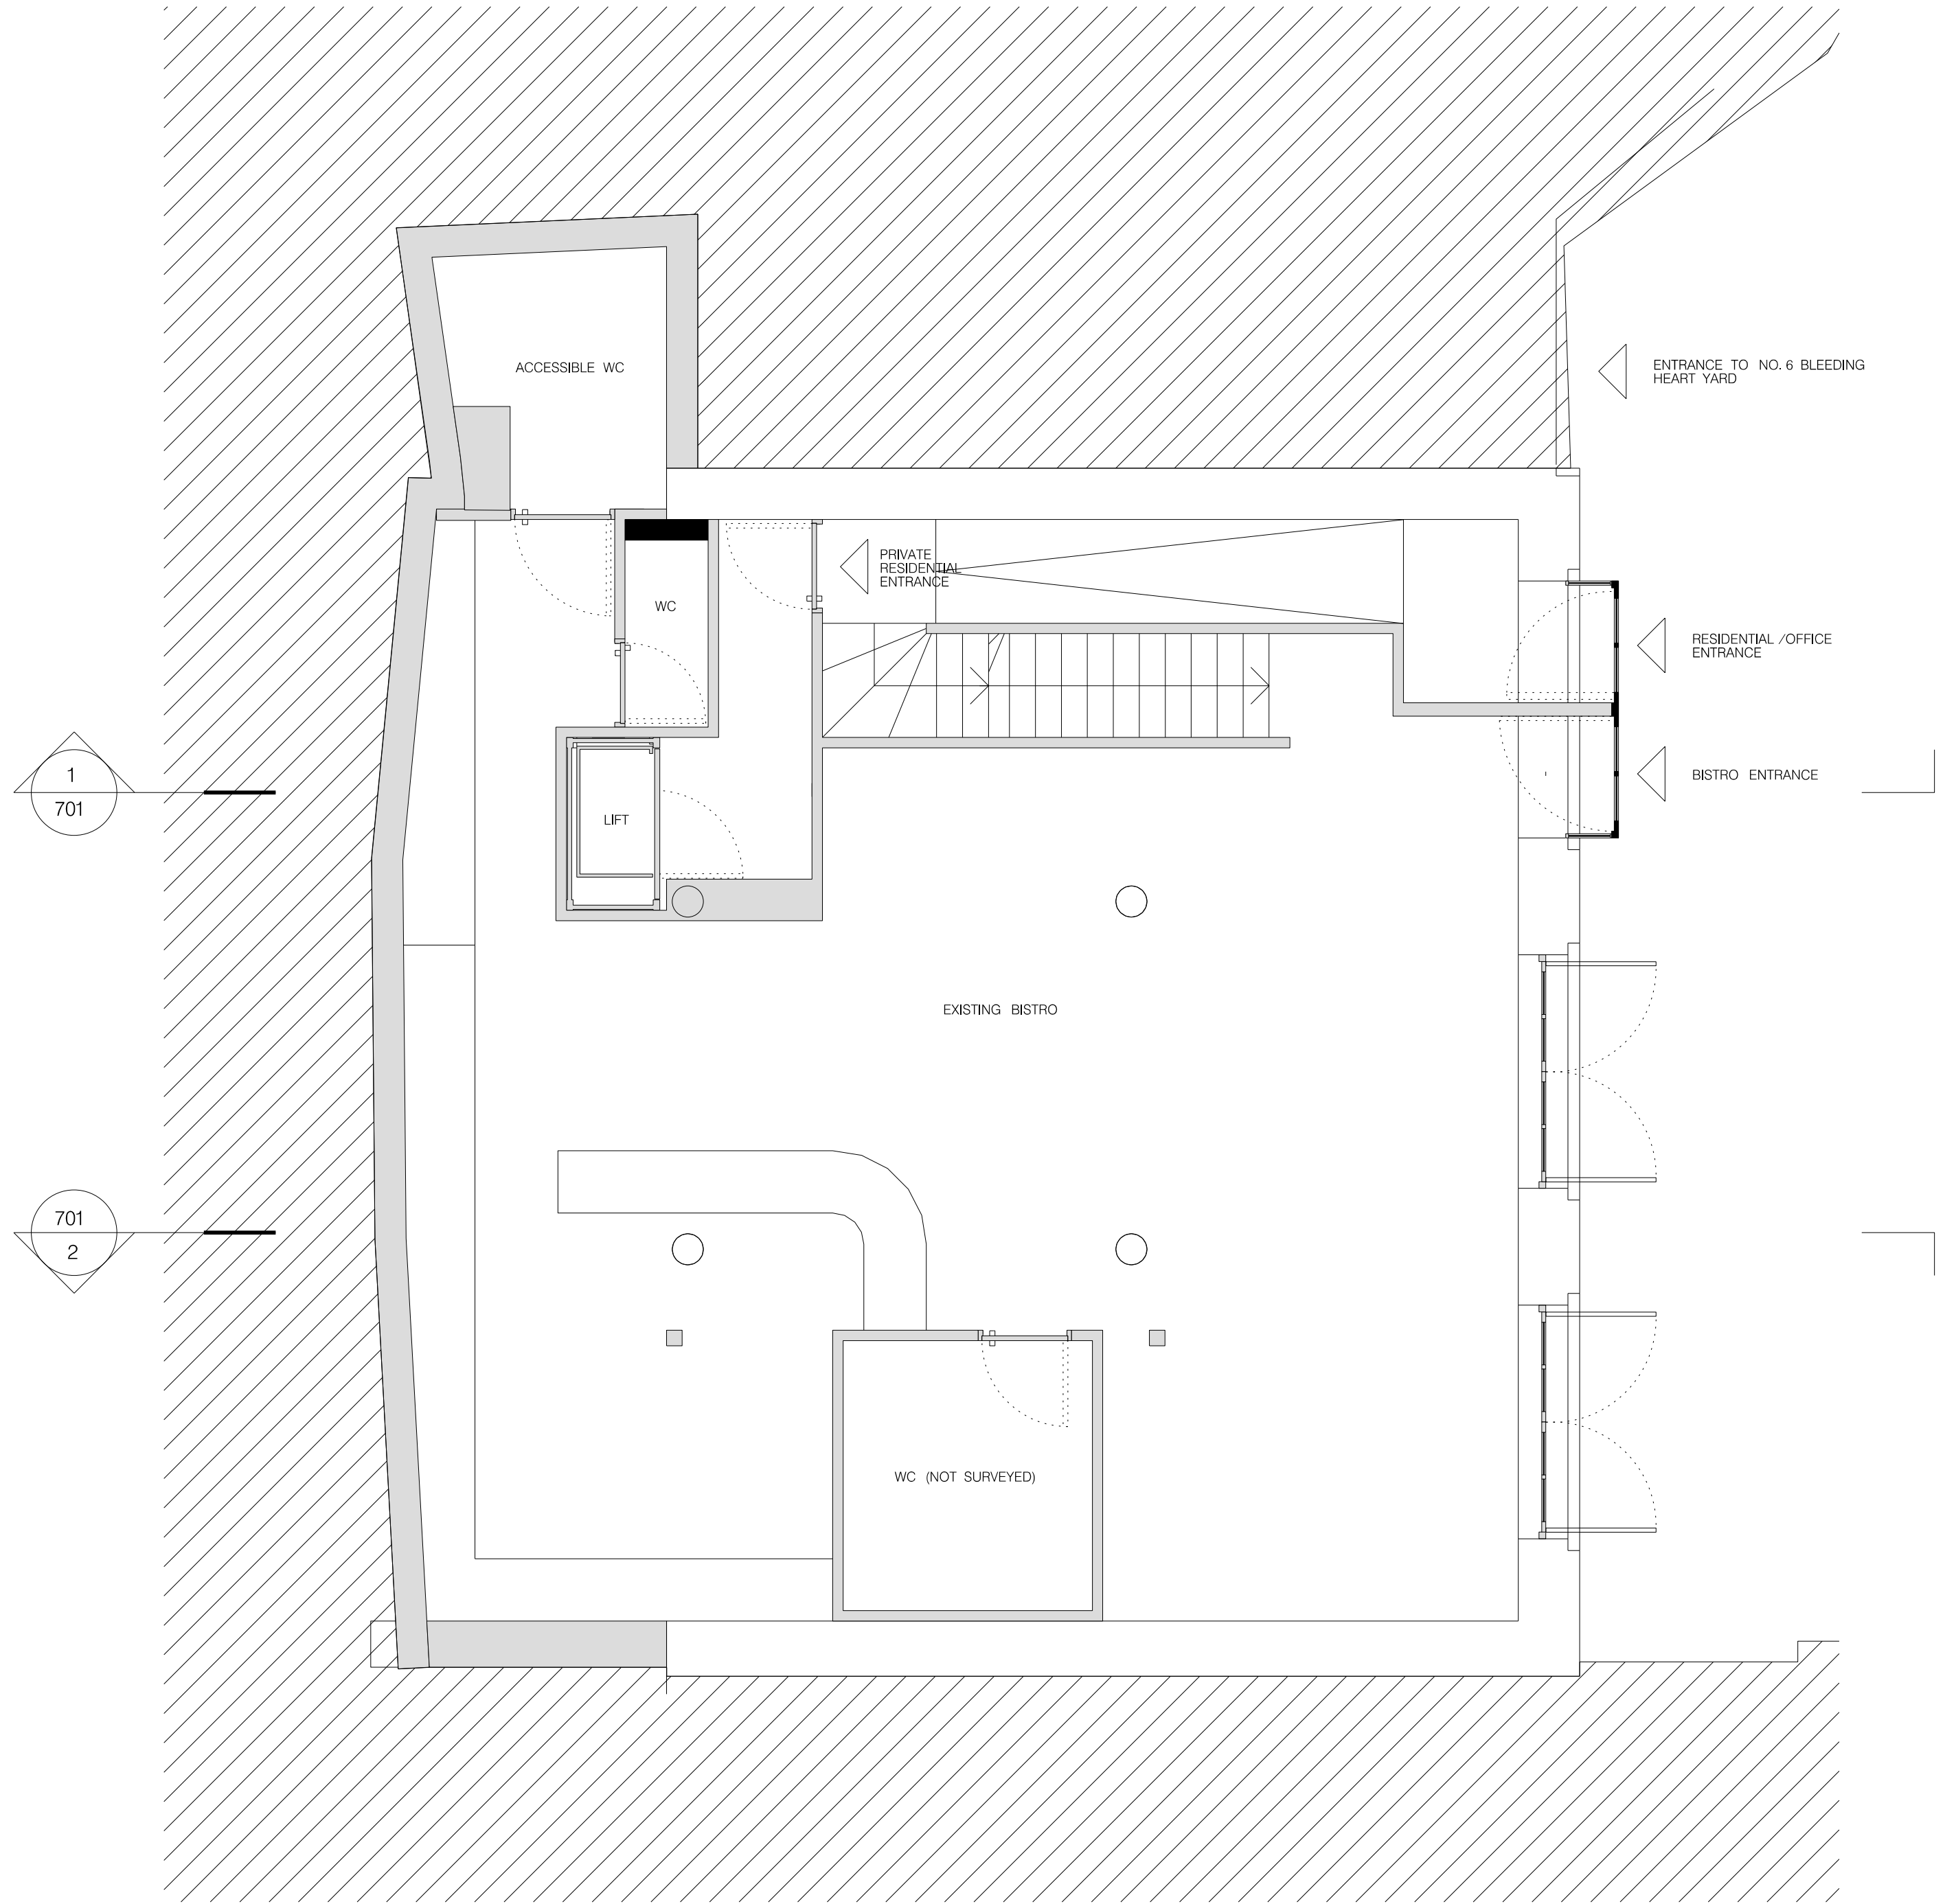 ACCESSIBLE WC
ENTRANCE TO NO. 6 BLEEDING
HEART YARD
PRIVATE
RESIDENTIAL
ENTRANCE
WC
RESIDENTIAL /OFFICE
ENTRANCE
1
701
BISTRO ENTRANCE
LIFT
EXISTING BISTRO
701
2
WC (NOT SURVEYED)